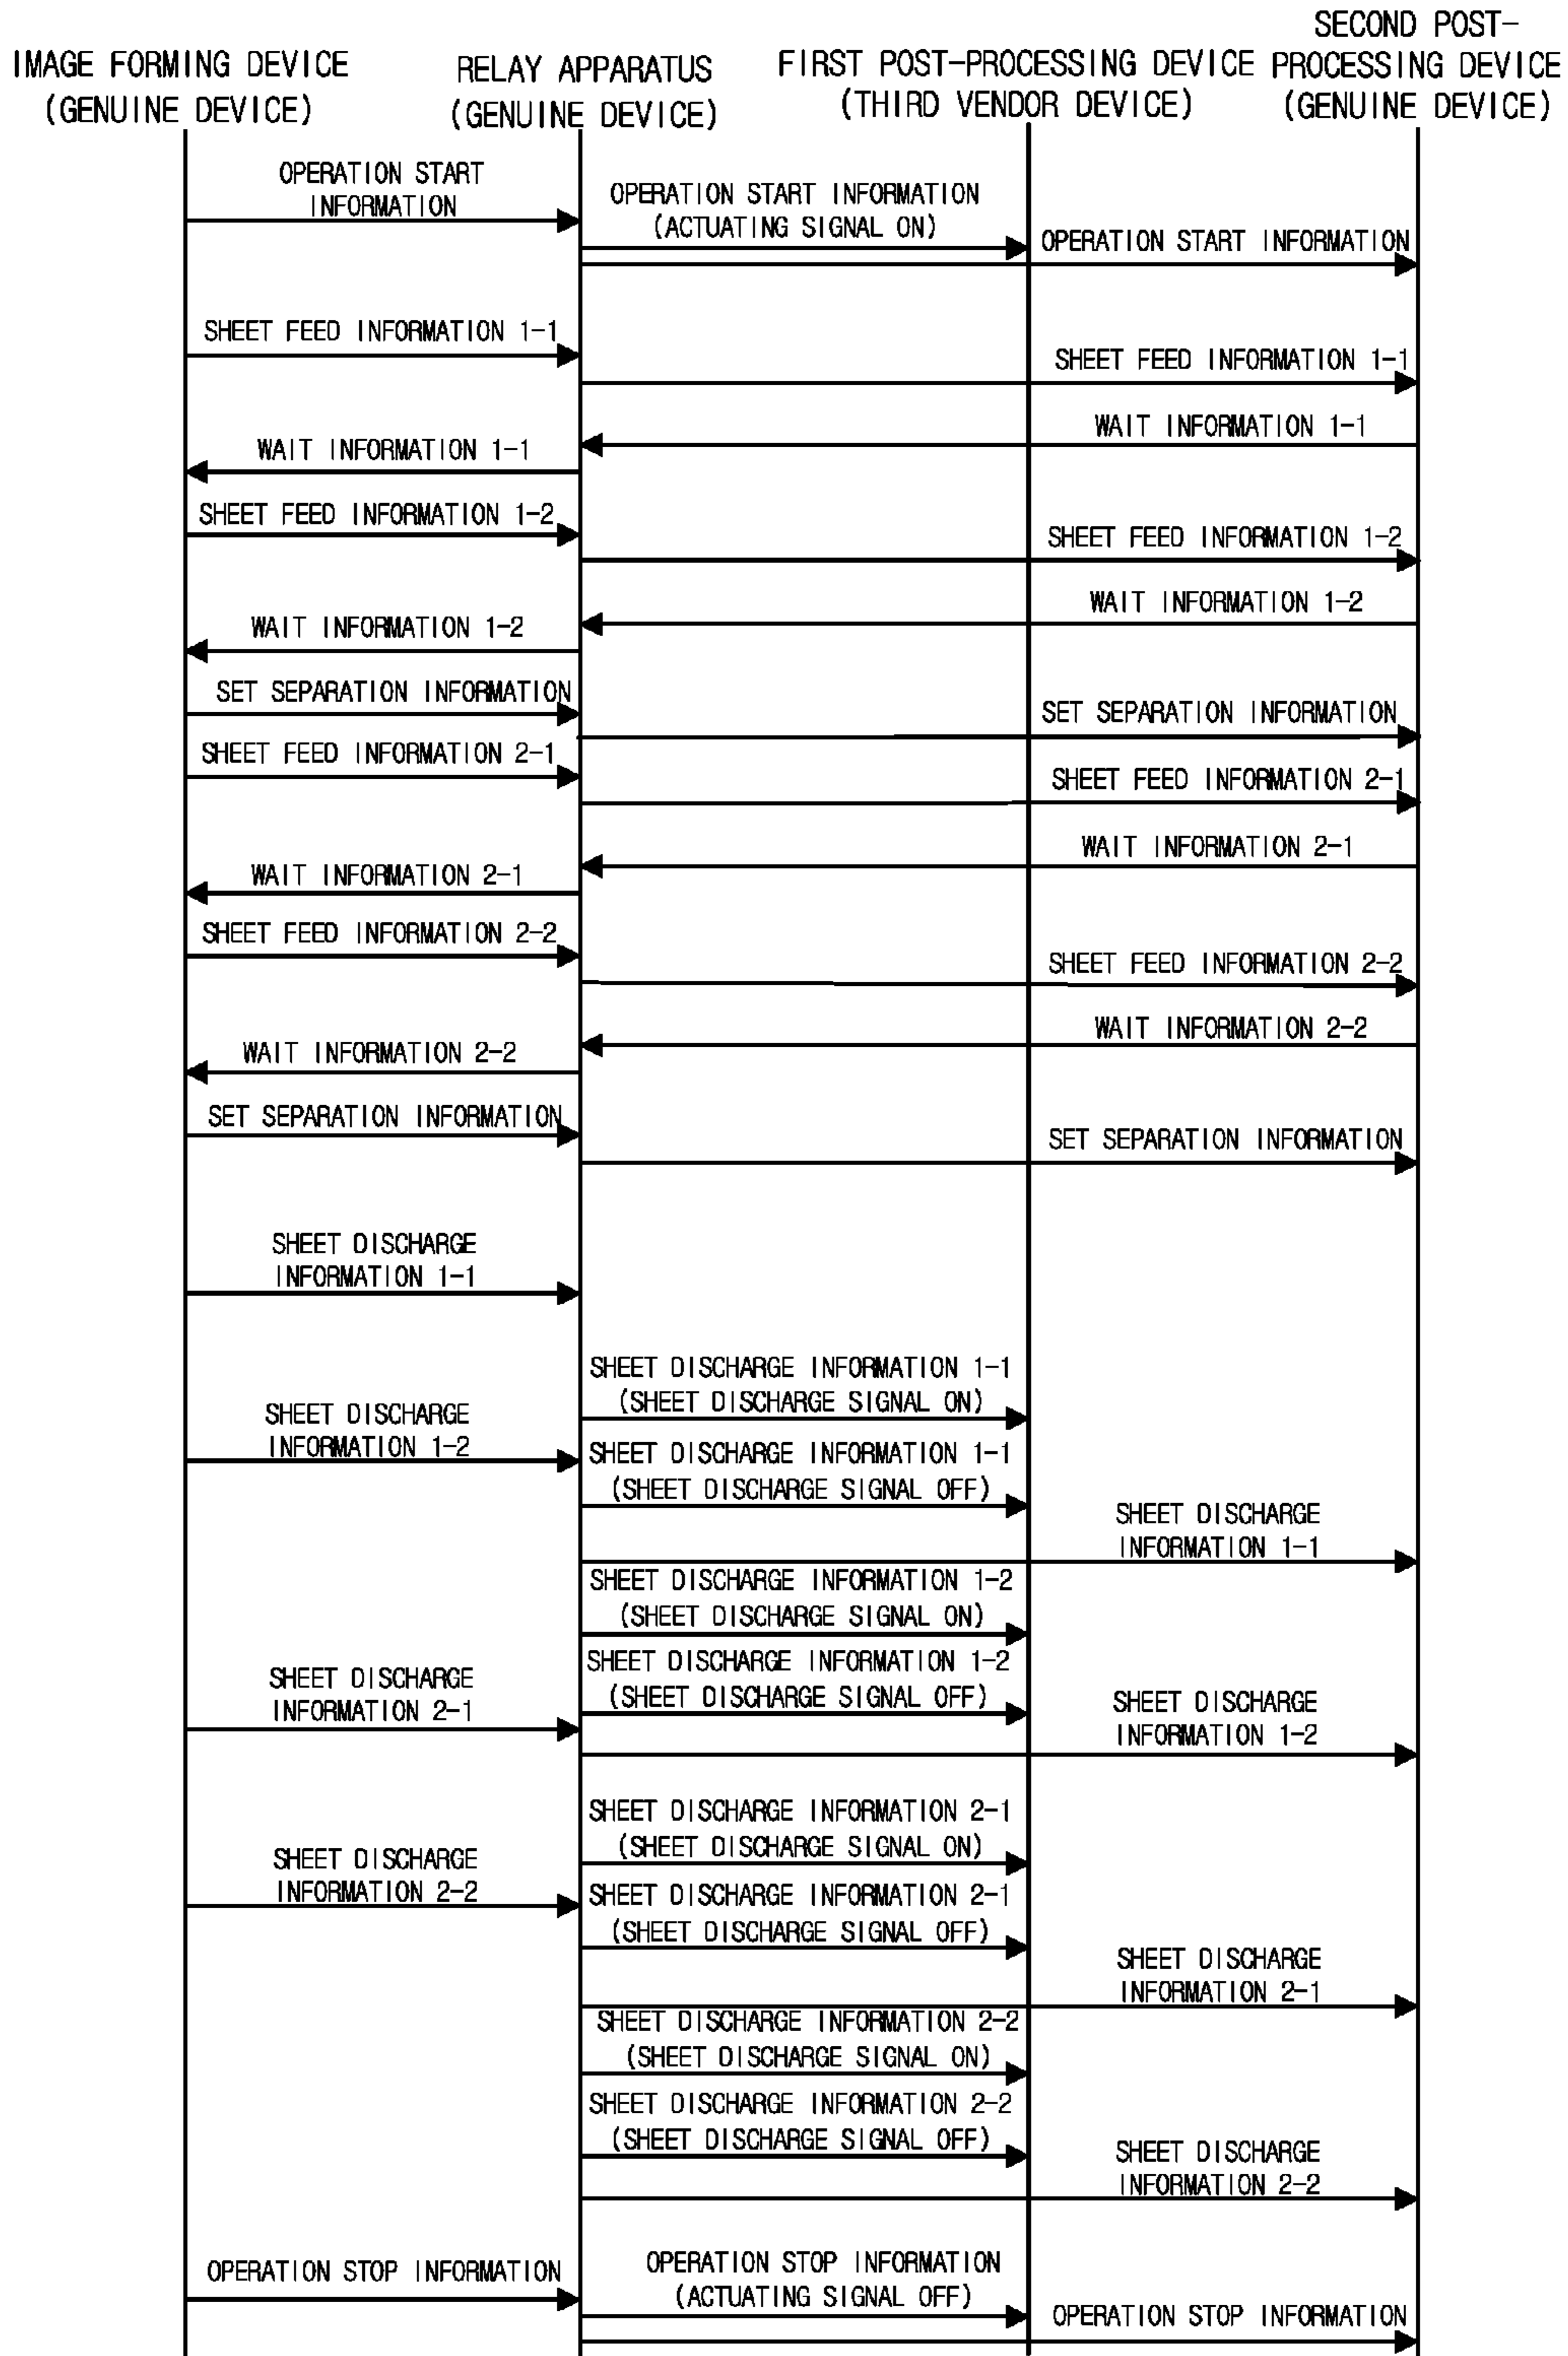 IMAGE FORMING DEVICE
(GENUINE DEVICE)
RELAY APPARATUS
(GENUINE DEVICE)
FIRST POST-PROCESSING DEVICE
(THIRD VENDOR DEVICE)
SECOND POST-
PROCESSING DEVICE
(GENUINE DEVICE)
OPERATION START
INFORMATION
OPERATION START INFORMATION
(ACTUATING SIGNAL ON)
OPERATION START INFORMATION
SHEET FEED INFORMATION 1-1
SHEET FEED INFORMATION 1-1
WAIT INFORMATION 1-1
WAIT INFORMATION 1-1
SHEET FEED INFORMATION 1-2
SHEET FEED INFORMATION 1-2
WAIT INFORMATION 1-2
WAIT INFORMATION 1-2
SET SEPARATION INFORMATION
SET SEPARATION INFORMATION
SHEET FEED INFORMATION 2-1
SHEET FEED INFORMATION 2-1
WAIT INFORMATION 2-1
WAIT INFORMATION 2-1
SHEET FEED INFORMATION 2-2
SHEET FEED INFORMATION 2-2
WAIT INFORMATION 2-2
WAIT INFORMATION 2-2
SET SEPARATION INFORMATION
SET SEPARATION INFORMATION
SHEET DISCHARGE
INFORMATION 1-1
SHEET DISCHARGE INFORMATION 1-1
(SHEET DISCHARGE SIGNAL ON)
SHEET DISCHARGE
INFORMATION 1-2
SHEET DISCHARGE INFORMATION 1-1
(SHEET DISCHARGE SIGNAL OFF)
SHEET DISCHARGE
INFORMATION 1-1
SHEET DISCHARGE INFORMATION 1-2
(SHEET DISCHARGE SIGNAL ON)
SHEET DISCHARGE INFORMATION 1-2
(SHEET DISCHARGE SIGNAL OFF)
SHEET DISCHARGE
INFORMATION 2-1
SHEET DISCHARGE
INFORMATION 1-2
SHEET DISCHARGE INFORMATION 2-1
(SHEET DISCHARGE SIGNAL ON)
SHEET DISCHARGE
INFORMATION 2-2
SHEET DISCHARGE INFORMATION 2-1
(SHEET DISCHARGE SIGNAL OFF)
SHEET DISCHARGE
INFORMATION 2-1
SHEET DISCHARGE INFORMATION 2-2
(SHEET DISCHARGE SIGNAL ON)
SHEET DISCHARGE INFORMATION 2-2
(SHEET DISCHARGE SIGNAL OFF)
SHEET DISCHARGE
INFORMATION 2-2
OPERATION STOP INFORMATION
OPERATION STOP INFORMATION
(ACTUATING SIGNAL OFF)
OPERATION STOP INFORMATION